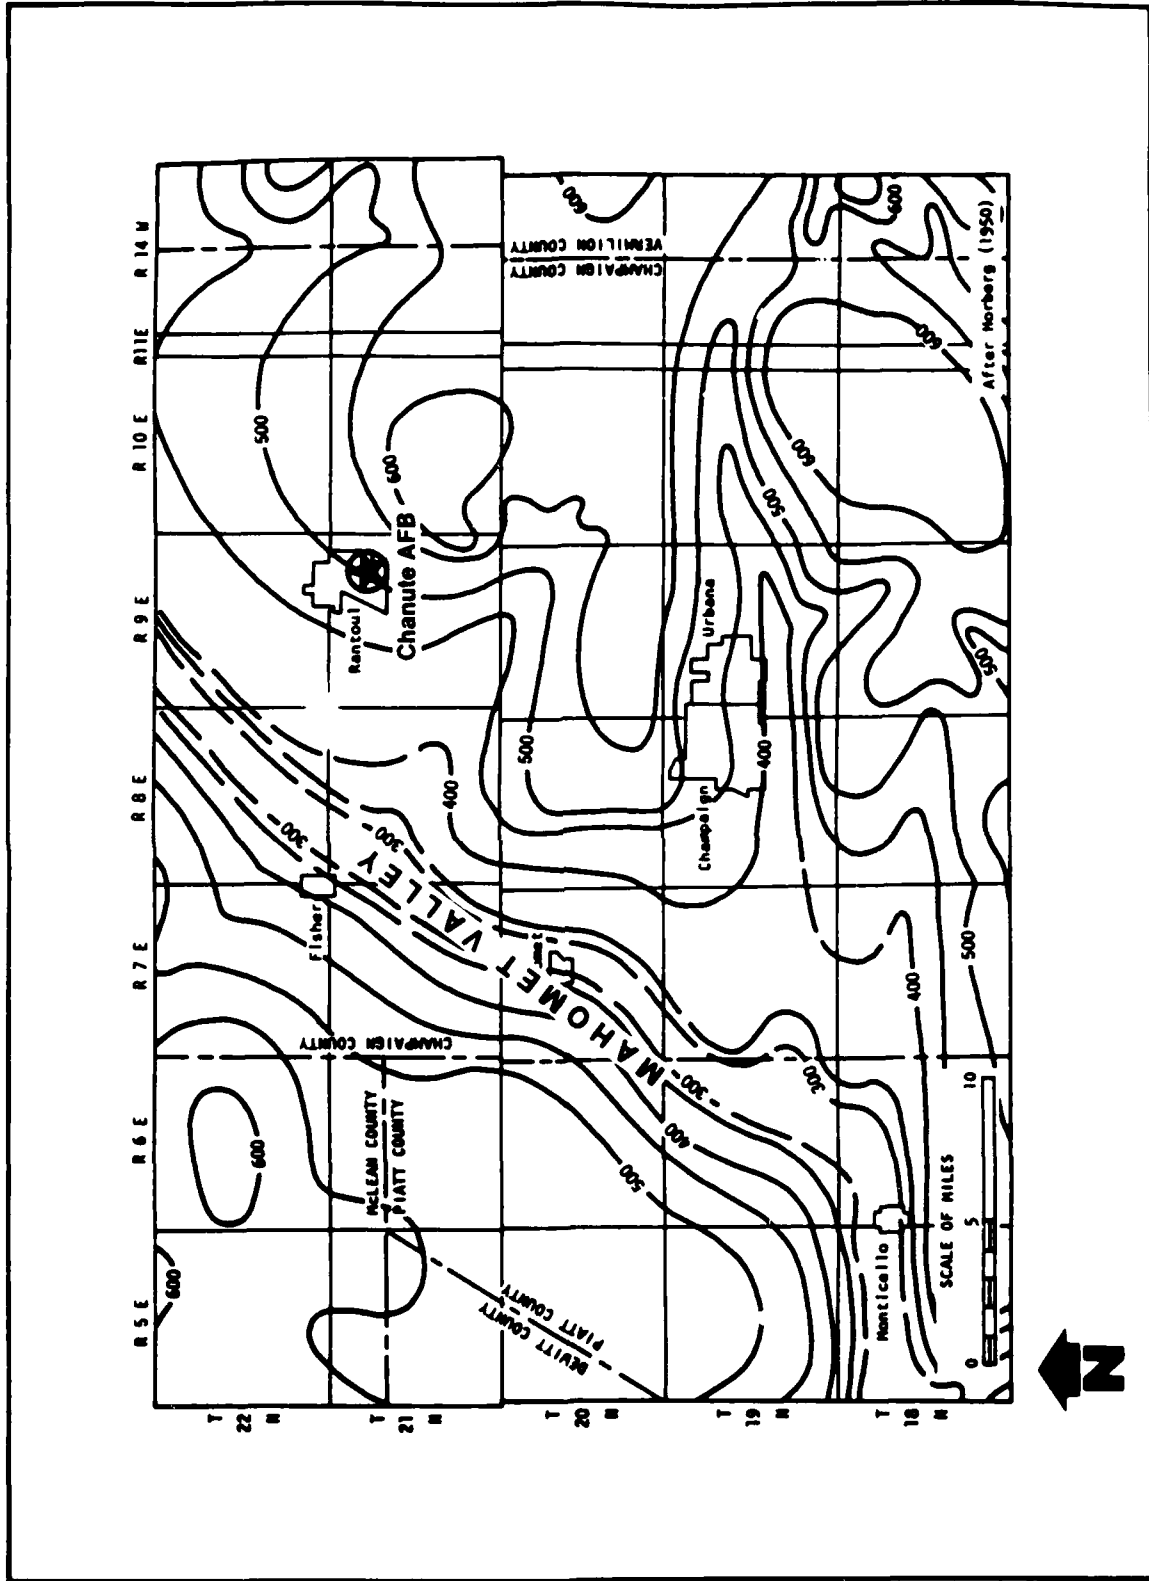 R 5 E
R 6 E
R 7 E
R 8 E
R 9 E
R 10 E
R11E
R 14 W
T
22
N
T
21
N
T
20
N
T
19
N
T
18
N
600
600
500
600
McLEAN COUNTY
PIATT COUNTY
CHAMPAIGN COUNTY
DEWITT COUNTY
PIATT COUNTY
Fisher
300
300
MAHOMET VALLEY
met
Rantoul
Chanute AFB
400
500
500
400
300
300
Champaign
Urbana
400
CHAMPAIGN COUNTY
VERMILION COUNTY
600
600
500
600
600
500
Monticello
400
500
SCALE OF MILES
0
5
10
After Horberg (1950)
N